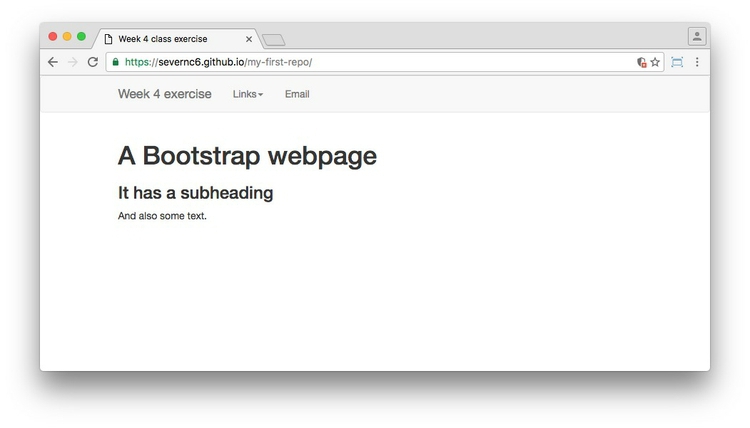 Week 4 class exercise
https://severnc6.github.io/my-first-repo/
Week 4 exercise Links Email
A Bootstrap webpage
It has a subheading
And also some text.